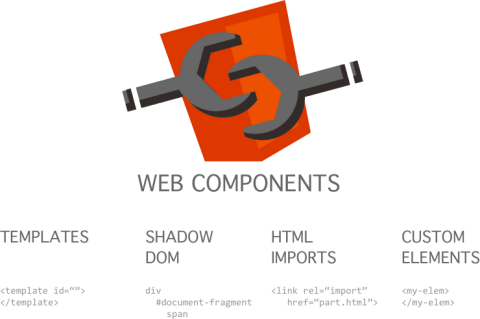 WEB COMPONENTS
TEMPLATES
<template id=“”>
</template>
SHADOW
DOM
div
#document-fragment
span
HTML
IMPORTS
<link rel=“import”
href=“part.html”>
CUSTOM
ELEMENTS
<my-elem>
</my-elem>